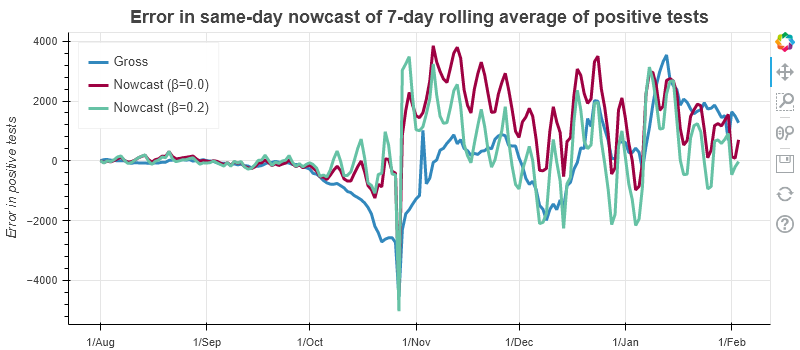 Error in same-day nowcast of 7-day rolling average of positive tests
Error in positive tests
4000
2000
0
−2000
−4000
Gross
Nowcast (β=0.0)
Nowcast (β=0.2)
1/Aug
1/Sep
1/Oct
1/Nov
1/Dec
1/Jan
1/Feb